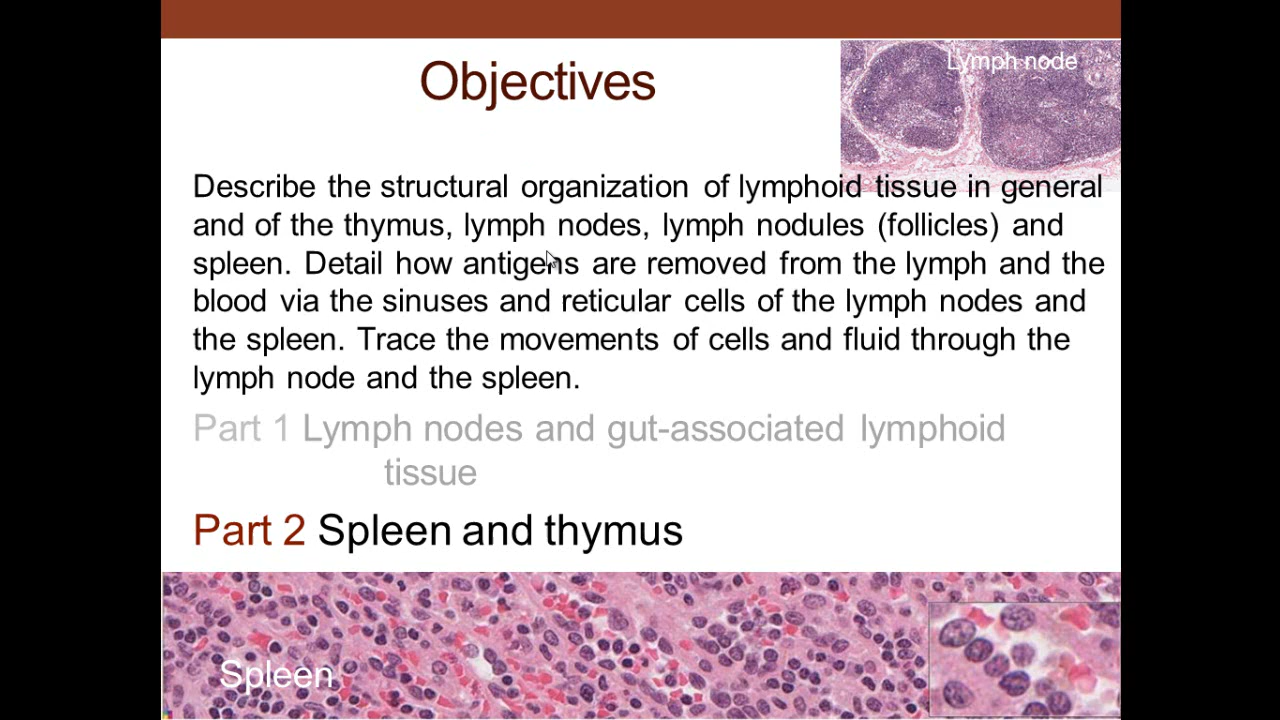 Lymph node
Objectives
Describe the structural organization of lymphoid tissue in general
and of the thymus, lymph nodes, lymph nodules (follicles) and
spleen. Detail how antigens are removed from the lymph and the
blood via the sinuses and reticular cells of the lymph nodes and
the spleen. Trace the movements of cells and fluid through the
lymph node and the spleen.
Part 1 Lymph nodes and gut-associated lymphoid
tissue
Part 2 Spleen and thymus
Spleen